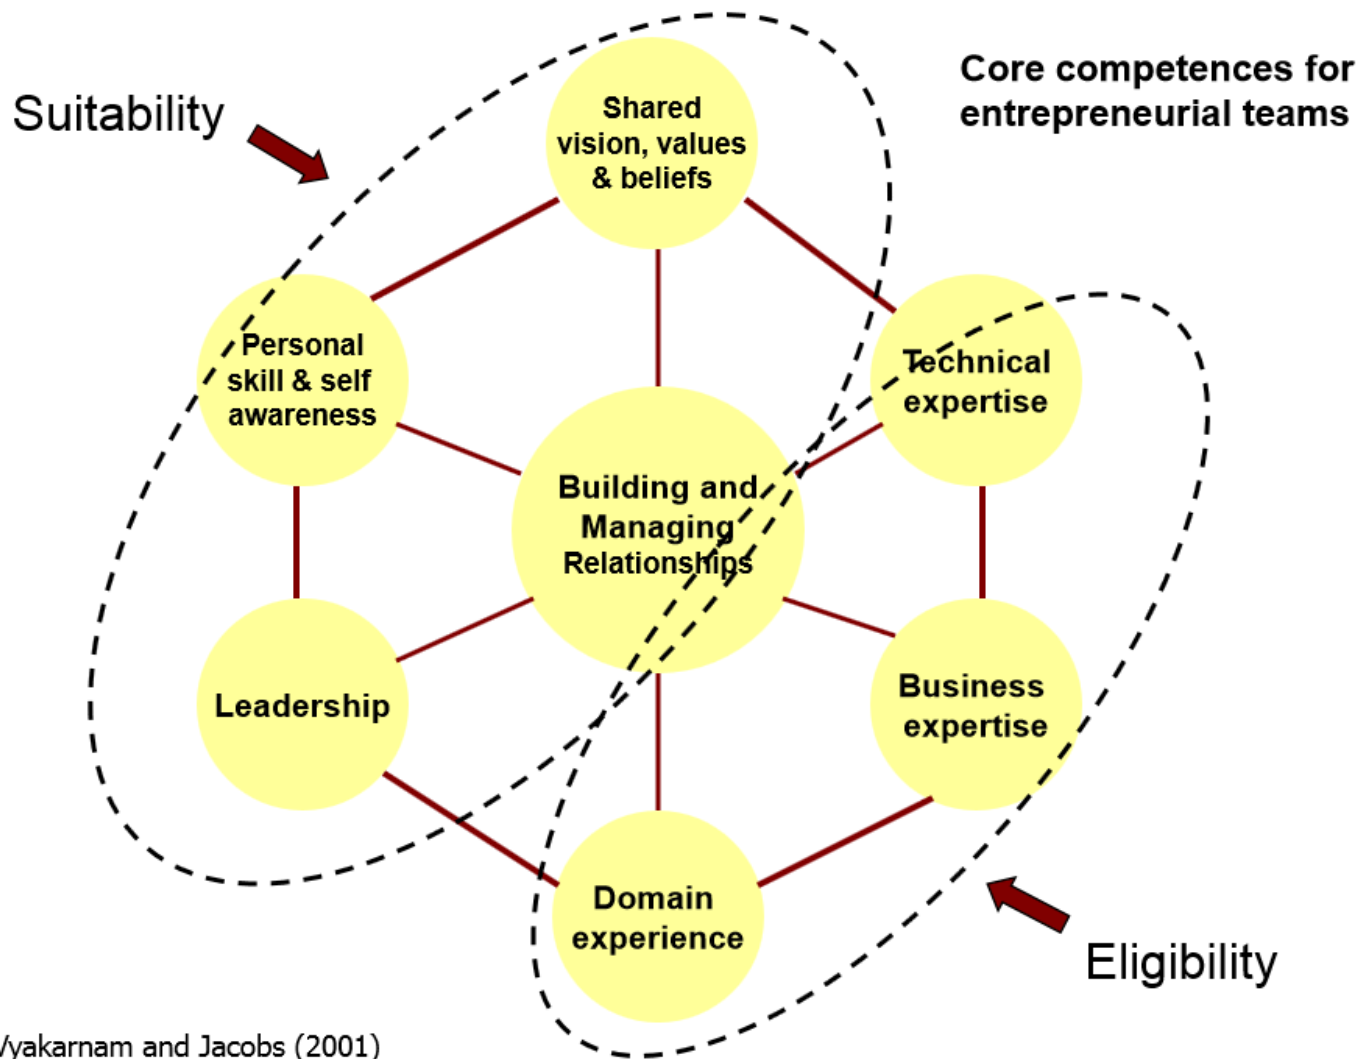 Core competences for
entrepreneurial teams
Suitability
Shared
vision, values
& beliefs
Personal
skill & self
awareness
Technical
expertise
Building and
Managing
Relationships
Leadership
Business
expertise
Domain
experience
Eligibility
Vyakarnam and Jacobs (2001)